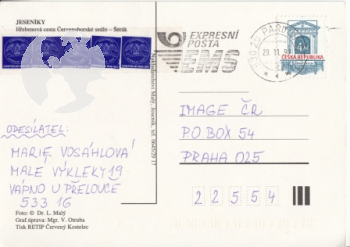 JESENÍKY
Hřebenová cesta Červenohorské sedlo – Šerák
EXPRESNÍ
POŠTA
EMS
ČESKÁ REPUBLIKA
IMAGE ČR
PO BOX 54
PRAHA 025
22554
ODESÍLATEL:
MARIE VOSÁHLOVÁ
MALÉ VÝKLEKY 19
VÁPNO U PŘELOUČE
533 16
Foto: © Dr. L. Malý
Graf. úprava: Mgr. V. Otruba
Tisk RETIP Červený Kostelec